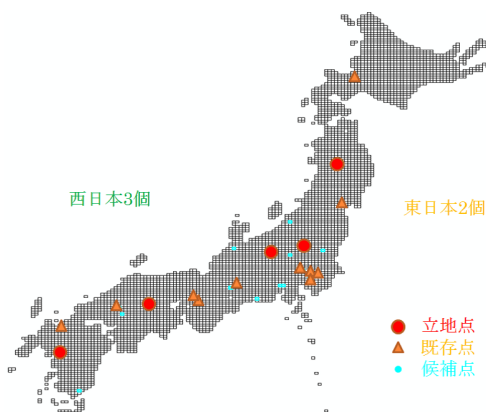 西日本3個
東日本2個
立地点
既存点
候補点